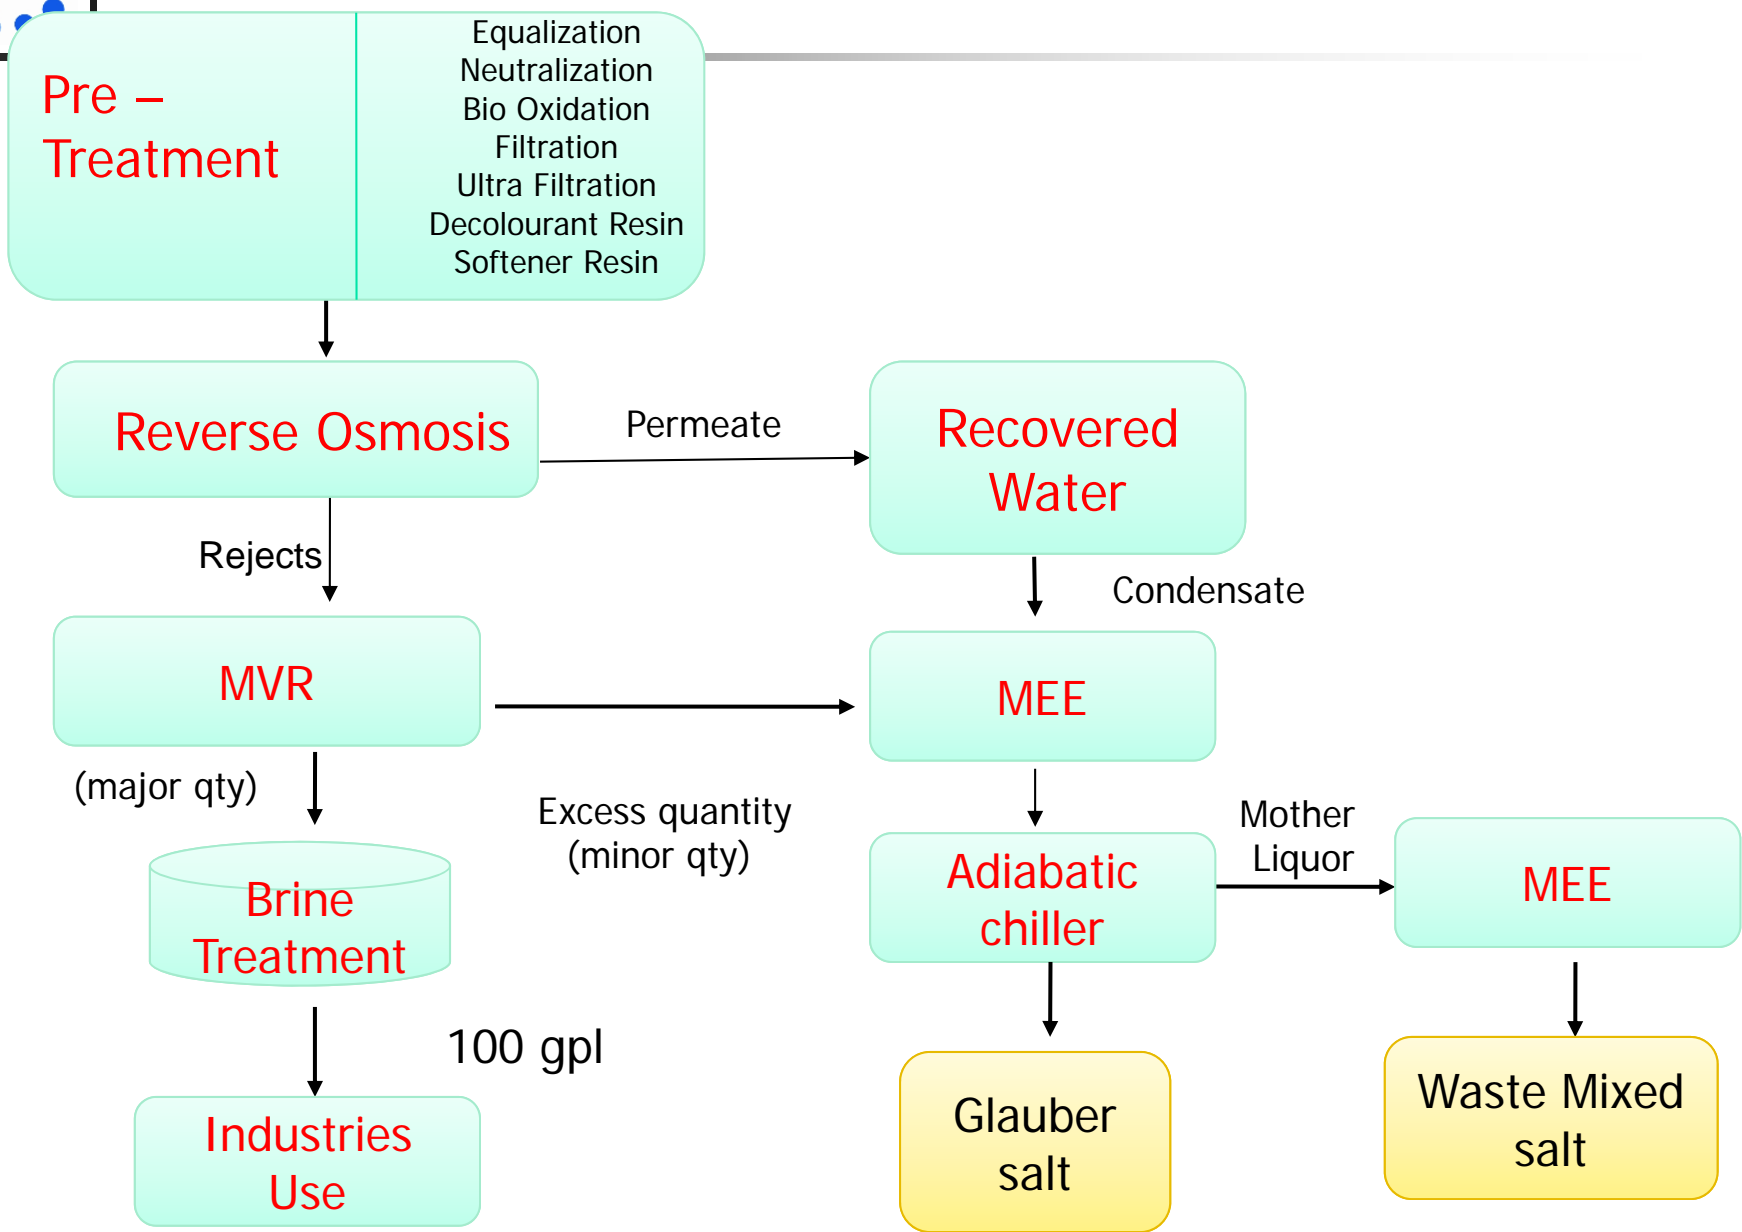 Pre –
Treatment
Equalization
Neutralization
Bio Oxidation
Filtration
Ultra Filtration
Decolourant Resin
Softener Resin
Reverse Osmosis
Permeate
Recovered
Water
Rejects
Condensate
MVR
MEE
(major qty)
Excess quantity
(minor qty)
Mother
Liquor
Brine
Treatment
Adiabatic
chiller
MEE
100 gpl
Industries
Use
Glauber
salt
Waste Mixed
salt